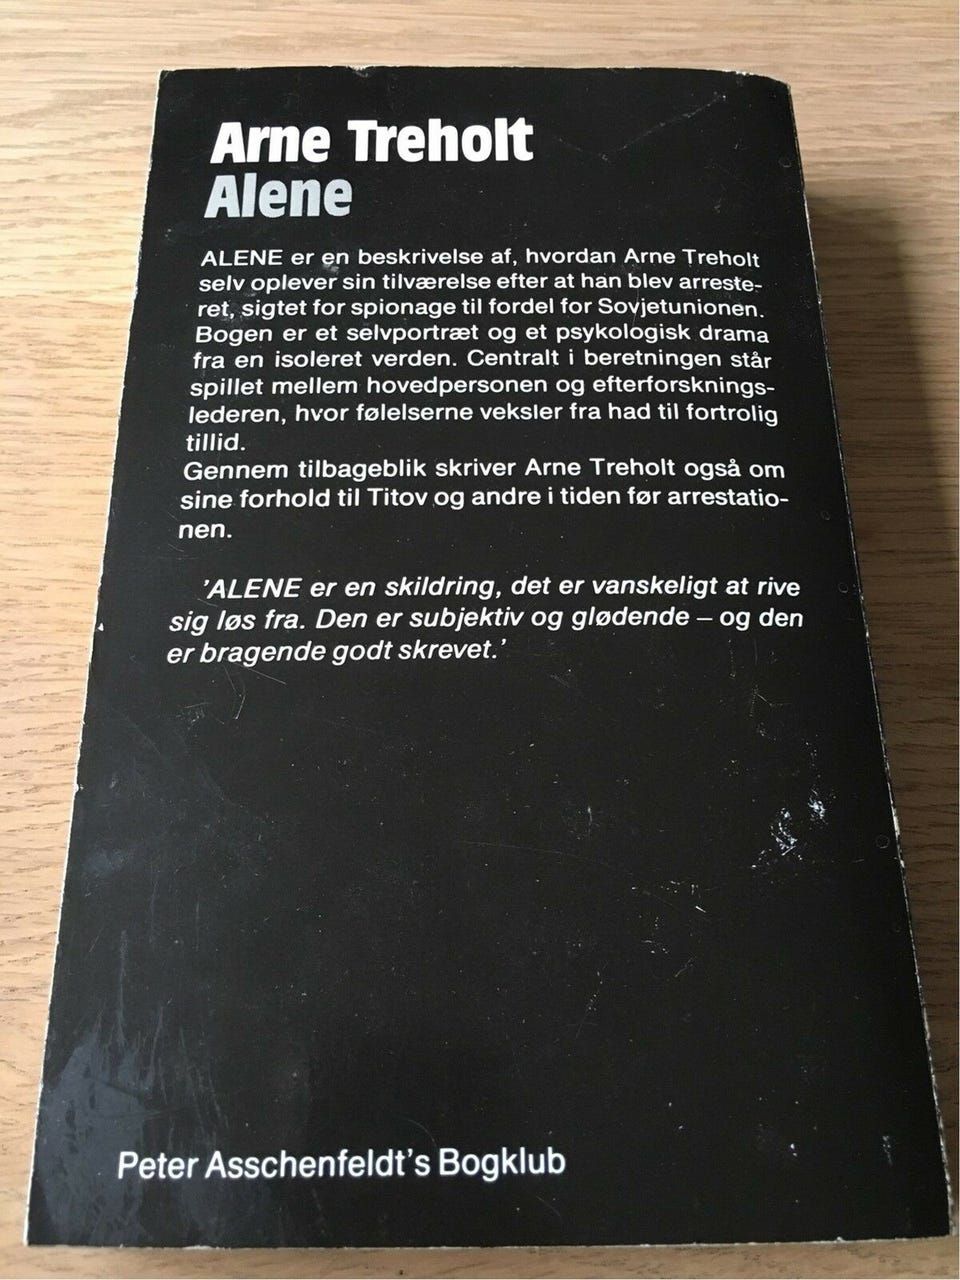 Arne Treholt
Alene
ALENE er en beskrivelse af, hvordan Arne Treholt
selv oplever sin tilværelse efter at han blev arreste-
ret, sigtet for spionage til fordel for Sovjetunionen.
Bogen er et selvportræt og et psykologisk drama
fra en isoleret verden. Centralt i beretningen står
spillet mellem hovedpersonen og efterforsknings-
lederen, hvor følelserne veksler fra had til fortrolig
tillid.
Gennem tilbageblik skriver Arne Treholt også om
sine forhold til Titov og andre i tiden før arrestatio-
nen.
'ALENE er en skildring, det er vanskeligt at rive
sig løs fra. Den er subjektiv og glødende – og den
er bragende godt skrevet.'
Peter Asschenfeldt's Bogklub